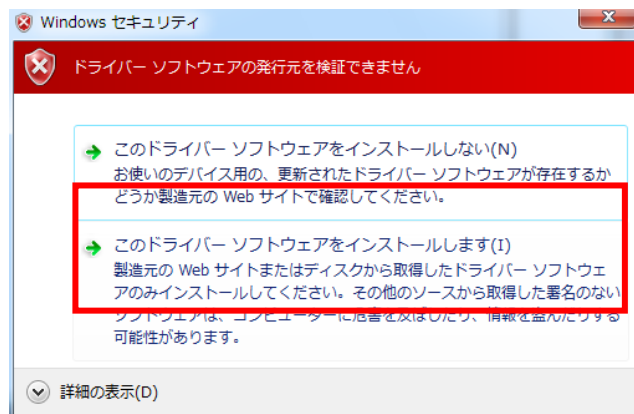 Windows セキュリティ
ドライバー ソフトウェアの発行元を検証できません
このドライバー ソフトウェアをインストールしない(N)
お使いのデバイス用の、更新されたドライバー ソフトウェアが存在するか
どうか製造元の Web サイトで確認してください。
このドライバー ソフトウェアをインストールします(I)
製造元の Web サイトまたはディスクから取得したドライバー ソフトウェ
アのみインストールしてください。その他のソースから取得した署名のない
ソフトウェアは、コンピューターに危害を及ぼしたり、情報を盗んだりする
可能性があります。
詳細の表示(D)